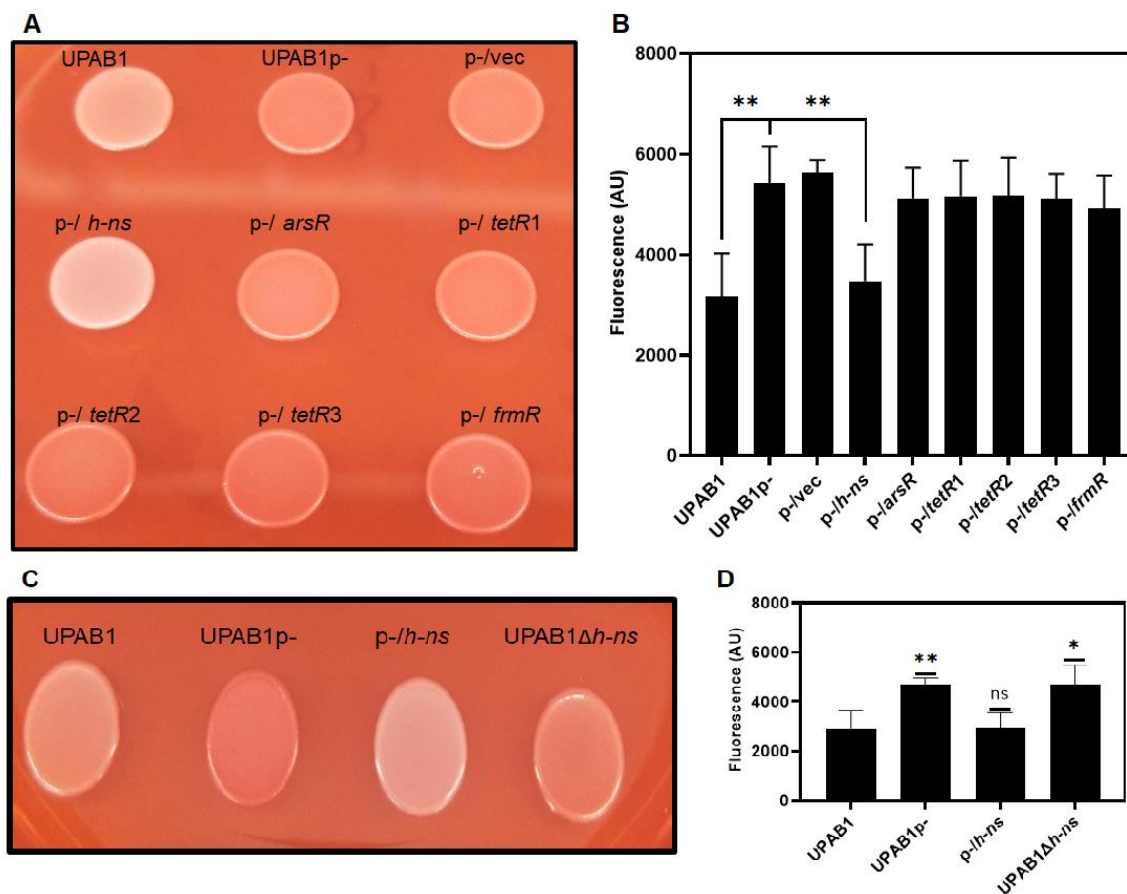 A
UPAB1 UPAB1p- p-/vec
p-/ h-ns p-/ arsR p-/ tetR1
p-/ tetR2 p-/ tetR3 p-/ frmR
B
8000
6000
4000
2000
0
Fluorescence (AU)
** **
UPAB1 UPAB1p- p-/vec p-/h-ns p-/arsR p-/tetR1 p-/tetR2 p-/tetR3 p-/frmR
C
UPAB1 UPAB1p- p-/h-ns UPAB1Δh-ns
D
8000
6000
4000
2000
0
Fluorescence (AU)
** ns *
UPAB1 UPAB1p- p-/h-ns UPAB1Δh-ns